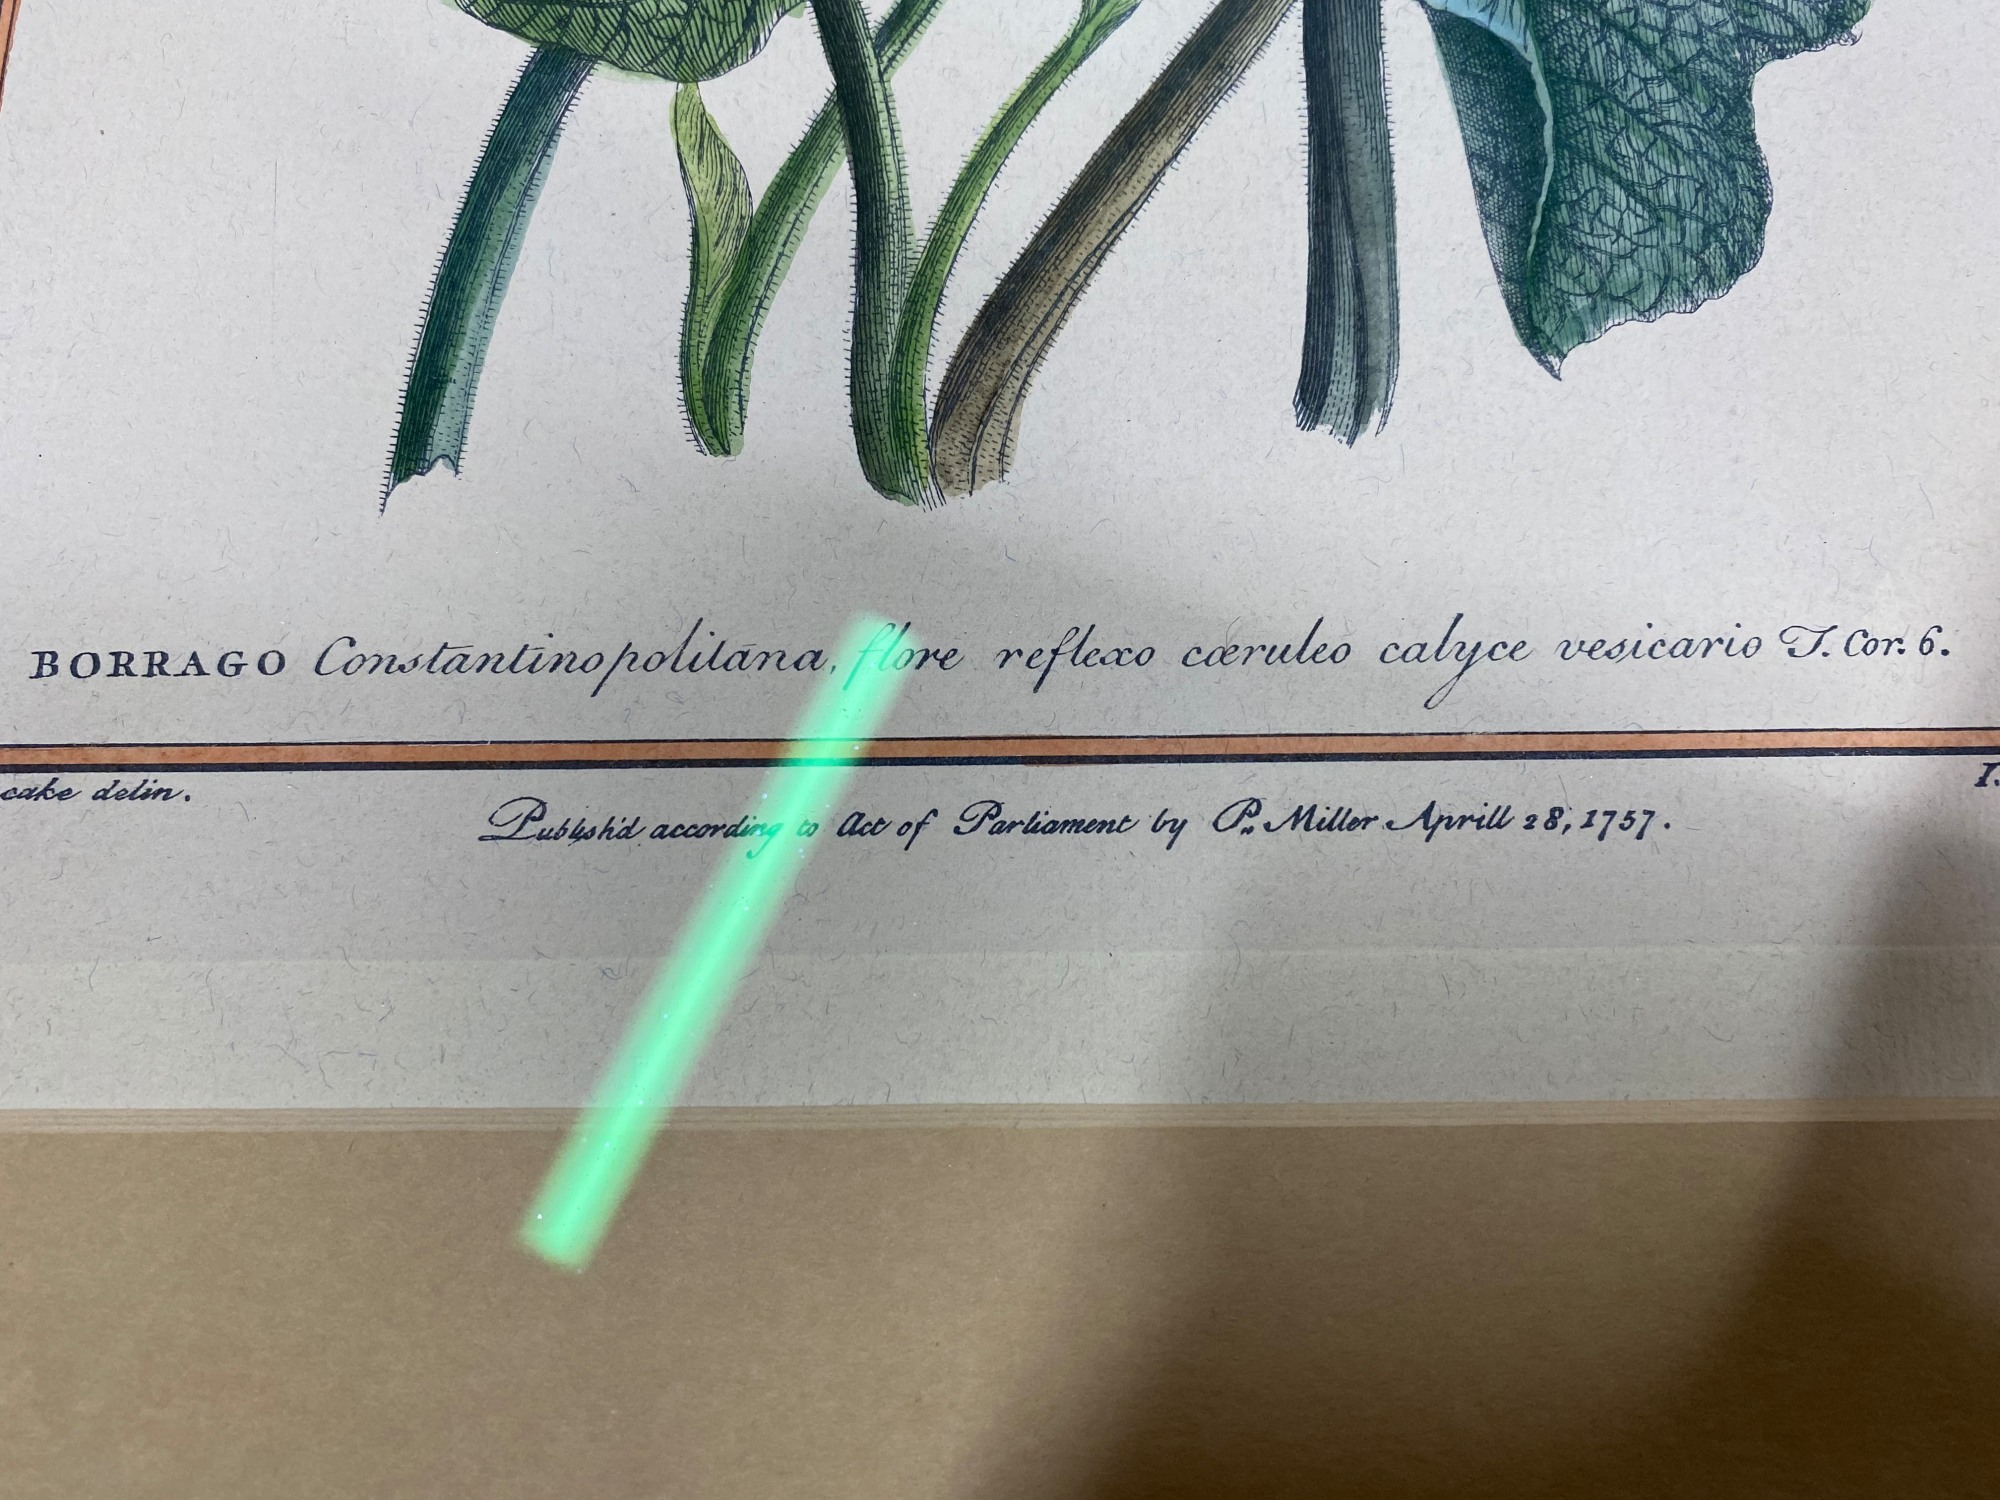 BORRAGO Constantinopolitana, flore reflexo cæruleo calyce vesicario T. Cor. 6.
cake delin. I.
Publish'd according to Act of Parliament by P. Miller Aprill 28, 1757.